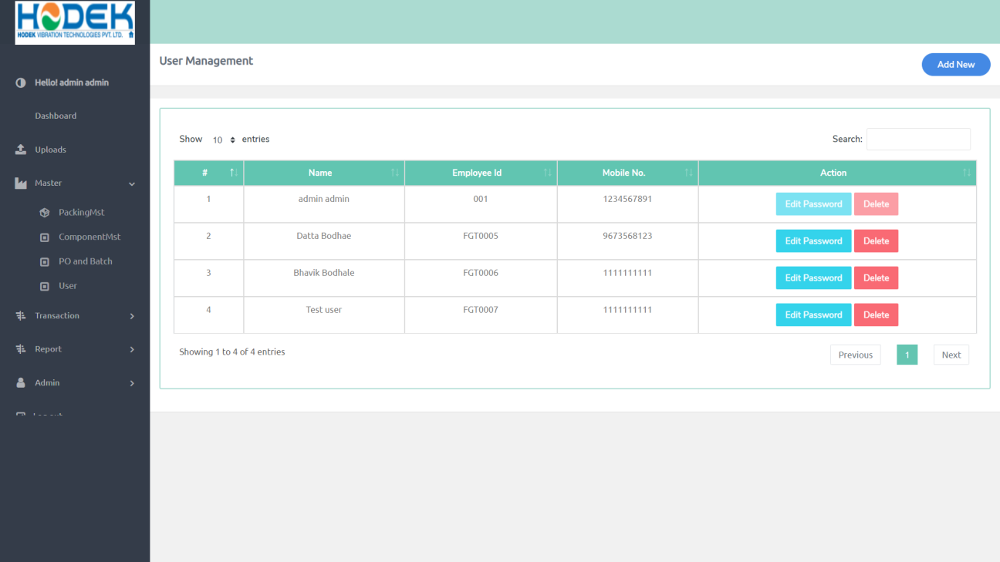 HODEK
HODEK VIBRATION TECHNOLOGIES PVT. LTD.
Hello! admin admin
Dashboard
Uploads
Master
PackingMst
ComponentMst
PO and Batch
User
Transaction
Report
Admin
User Management
Add New
Show 10 entries
Search:
# Name Employee Id Mobile No. Action
1 admin admin 001 1234567891 Edit Password Delete
2 Datta Bodhae FGT0005 9673568123 Edit Password Delete
3 Bhavik Bodhale FGT0006 1111111111 Edit Password Delete
4 Test user FGT0007 1111111111 Edit Password Delete
Showing 1 to 4 of 4 entries
Previous 1 Next